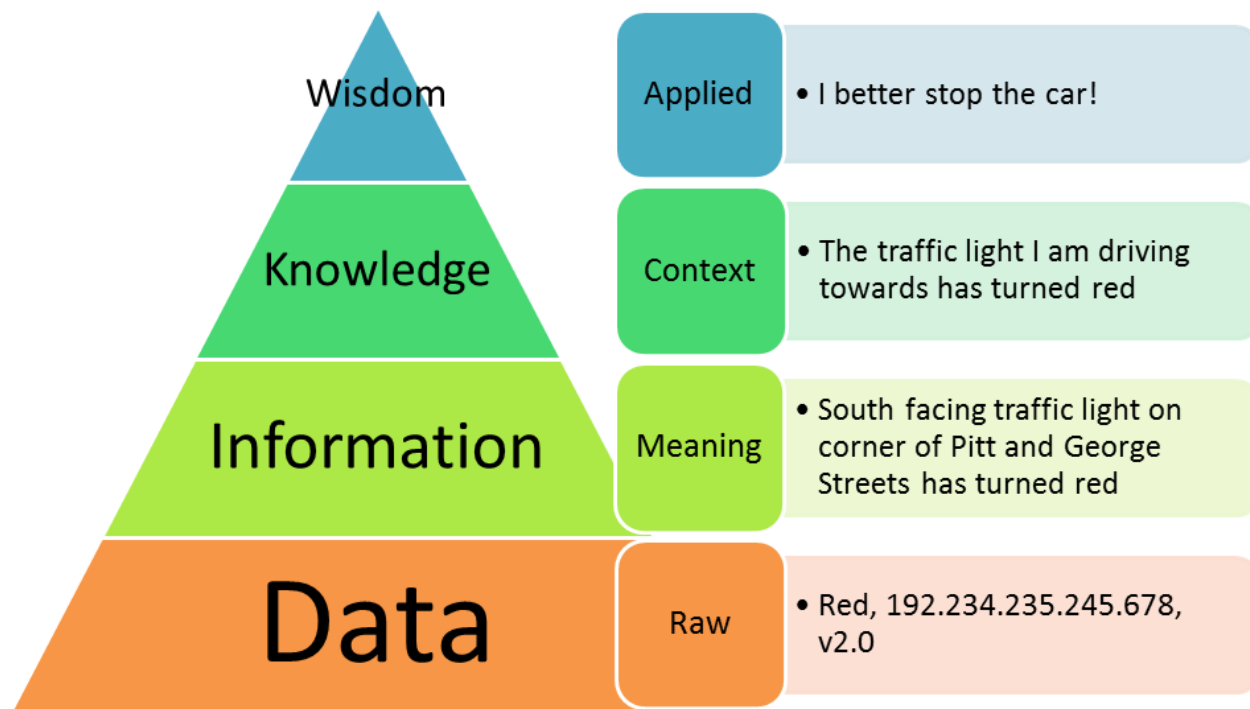 Wisdom
Applied
• I better stop the car!
Knowledge
Context
• The traffic light I am driving
towards has turned red
Information
Meaning
• South facing traffic light on
corner of Pitt and George
Streets has turned red
Data
Raw
• Red, 192.234.235.245.678,
v2.0